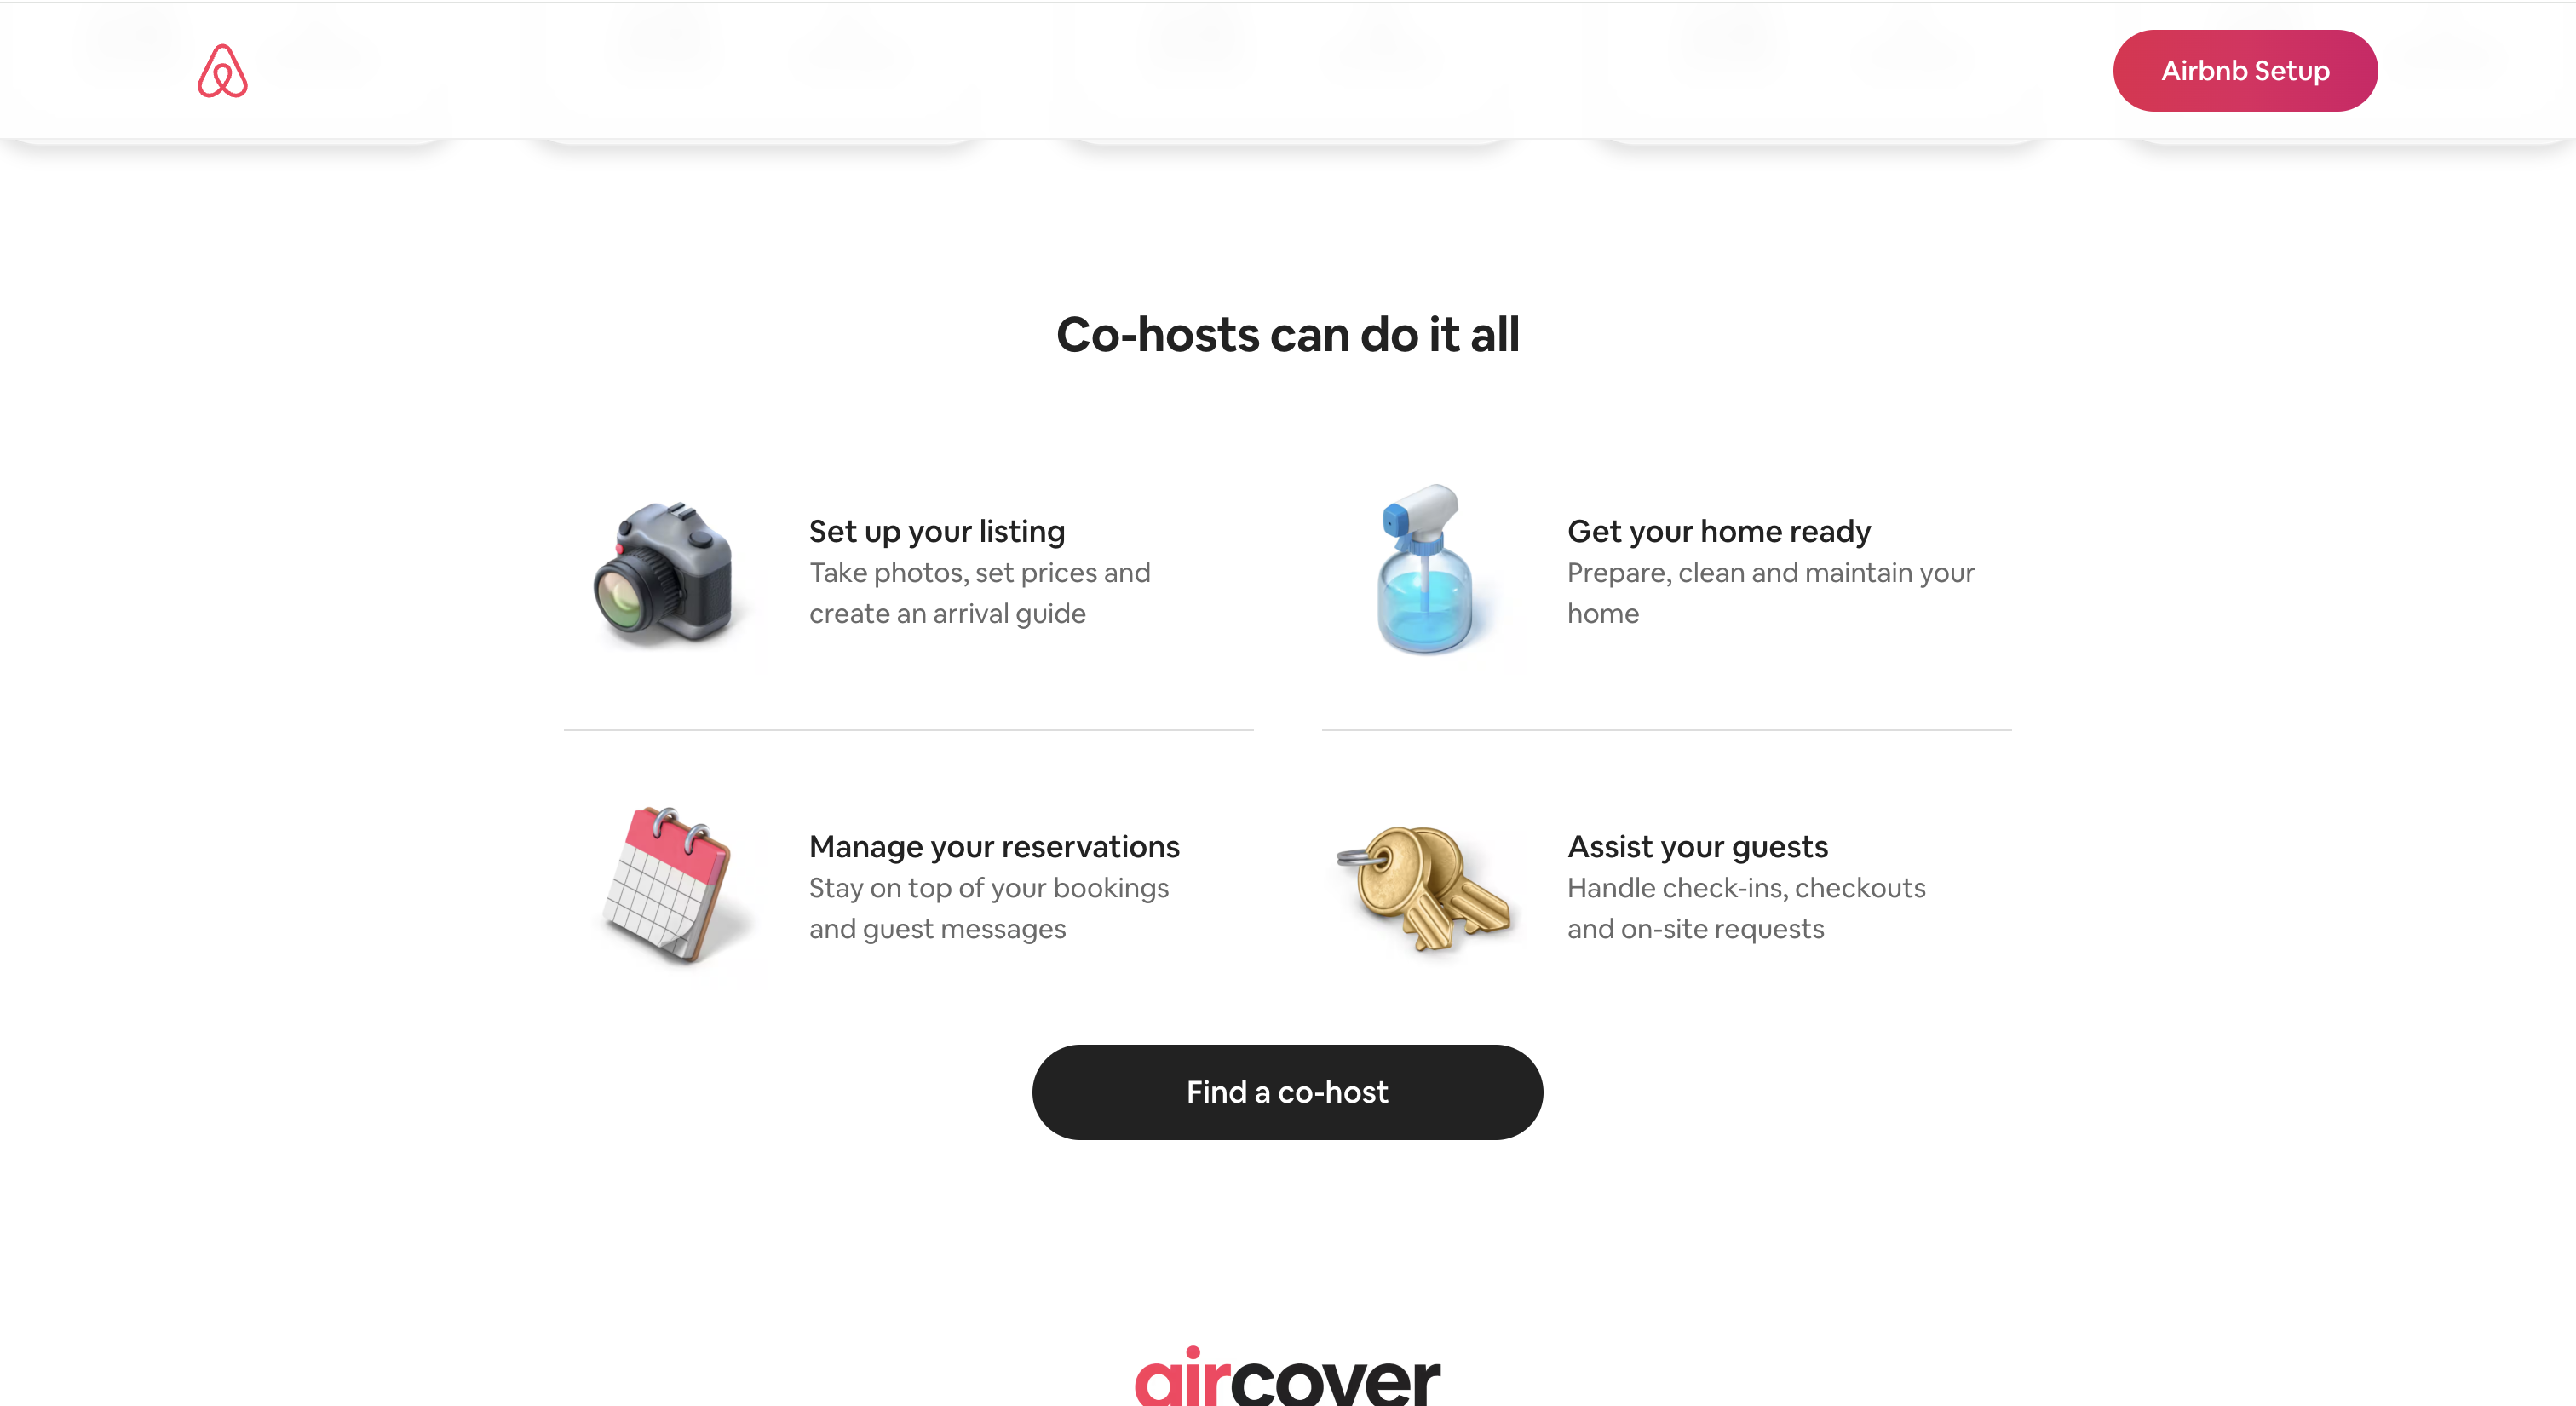 Airbnb Setup
Co-hosts can do it all
Set up your listing
Take photos, set prices and
create an arrival guide
Get your home ready
Prepare, clean and maintain your
home
Manage your reservations
Stay on top of your bookings
and guest messages
Assist your guests
Handle check-ins, checkouts
and on-site requests
Find a co-host
aircover